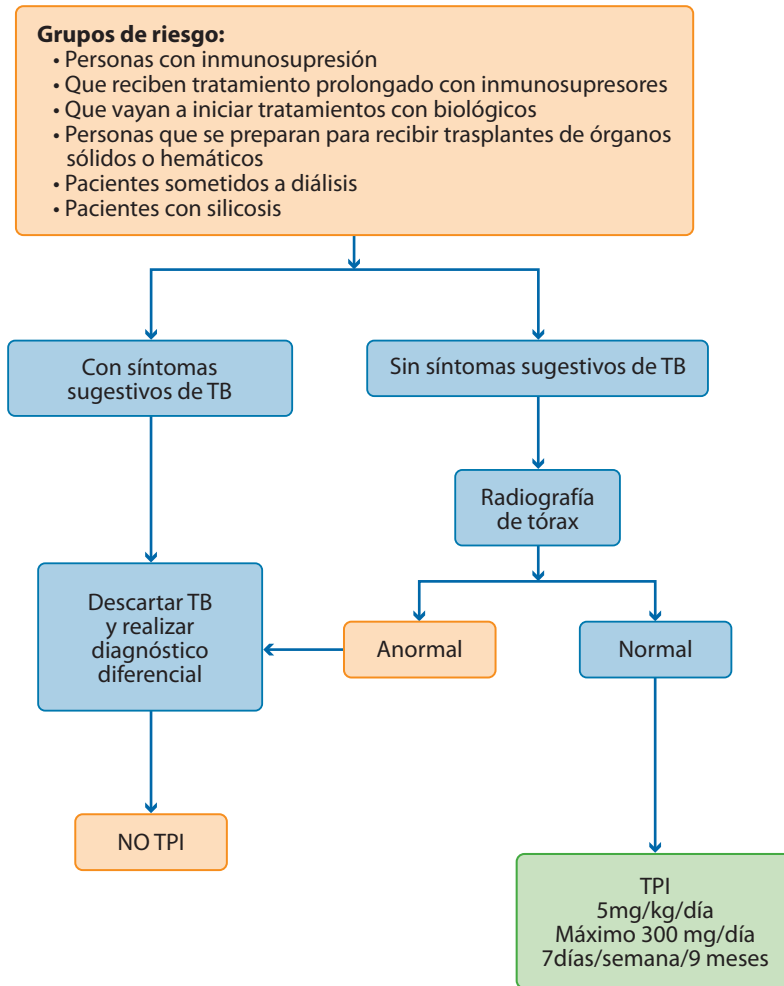 Grupos de riesgo:
• Personas con inmunosupresión
• Que reciben tratamiento prolongado con inmunosupresores
• Que vayan a iniciar tratamientos con biológicos
• Personas que se preparan para recibir trasplantes de órganos
sólidos o hemáticos
• Pacientes sometidos a diálisis
• Pacientes con silicosis
Con síntomas
sugestivos de TB
Sin síntomas sugestivos de TB
Radiografía
de tórax
Descartar TB
y realizar
diagnóstico
diferencial
Anormal
Normal
NO TPI
TPI
5mg/kg/día
Máximo 300 mg/día
7días/semana/9 meses